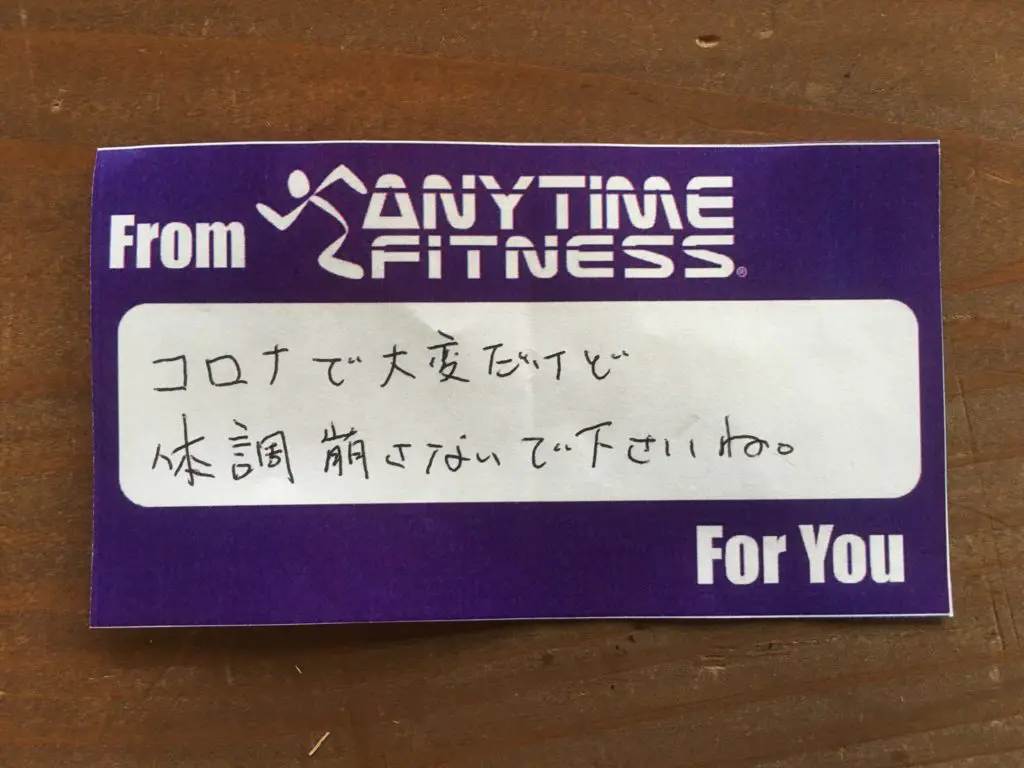 From ANYTIME
FITNESS®
コロナで大変だけど
体調崩さないで下さいね。
For You